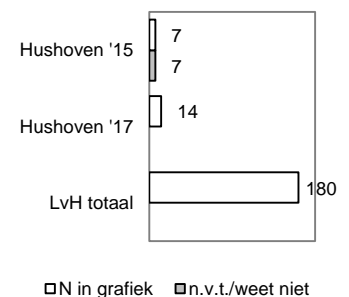 7
Hushoven '15
7
14
Hushoven '17
180
LvH totaal
N in grafiek n.v.t./weet niet